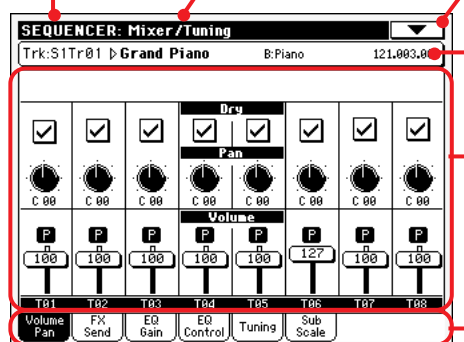 SEQUENCER: Mixer/Tuning
Trk:S1Tr01 Grand Piano B:Piano 121.003.0
Dry
Pan
C 00 C 00 C 00 C 00 C 00 C 00 C 00 C 00
Volume
P P P P P P P P
100 100 100 100 100 127 100 100
T01 T02 T03 T04 T05 T06 T07 T08
Volume Pan FX Send EQ Gain EQ Control Tuning Sub Scale